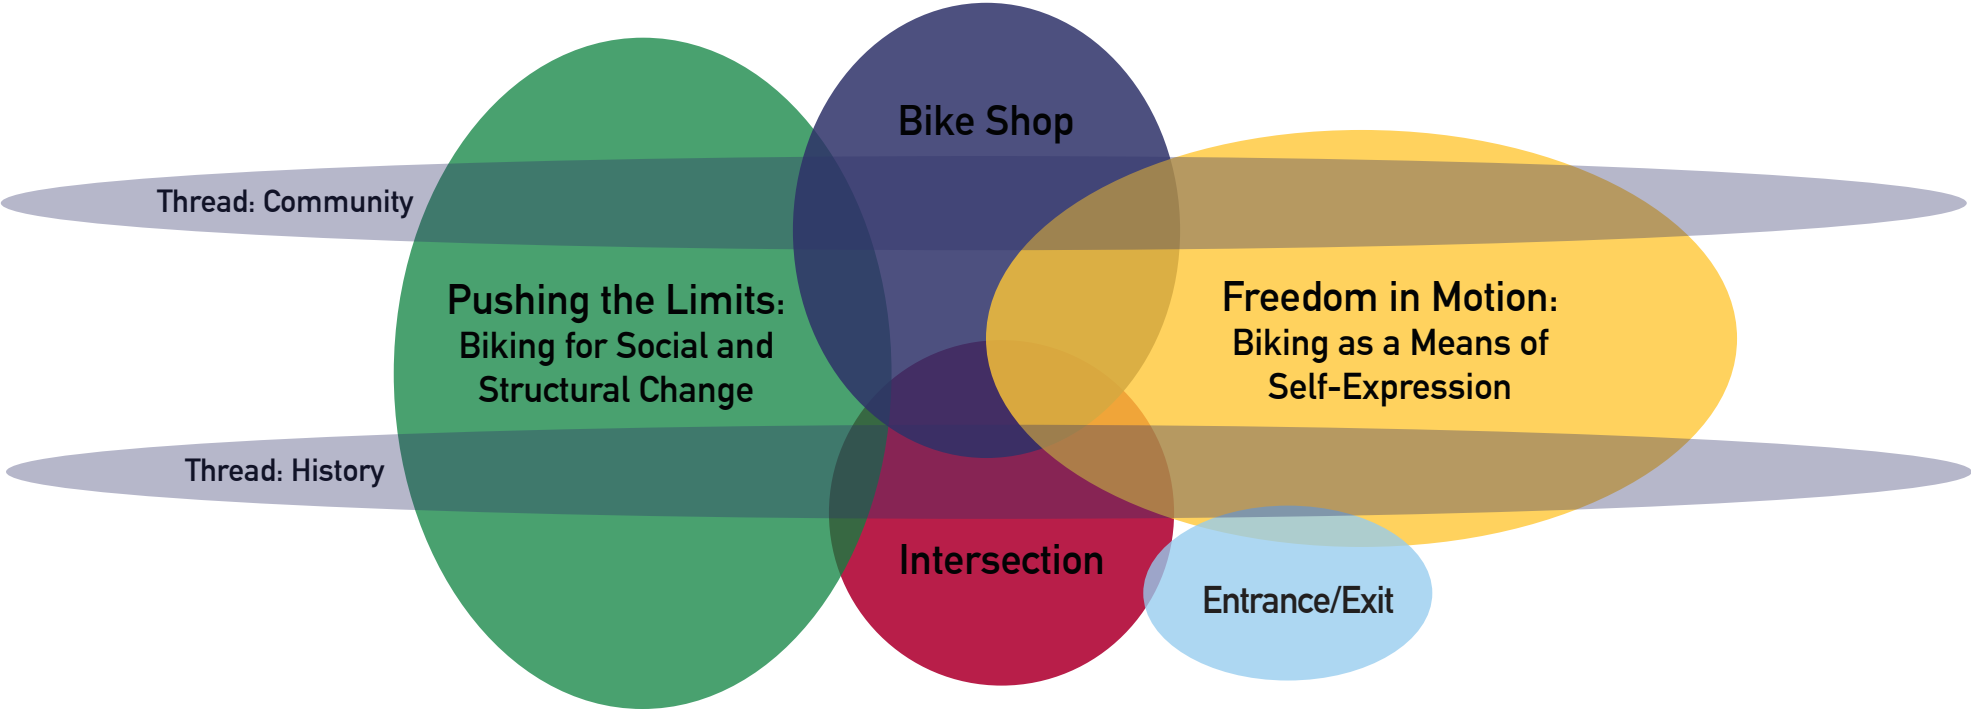 Bike Shop
Thread: Community
Pushing the Limits:
Biking for Social and
Structural Change
Freedom in Motion:
Biking as a Means of
Self-Expression
Thread: History
Intersection
Entrance/Exit